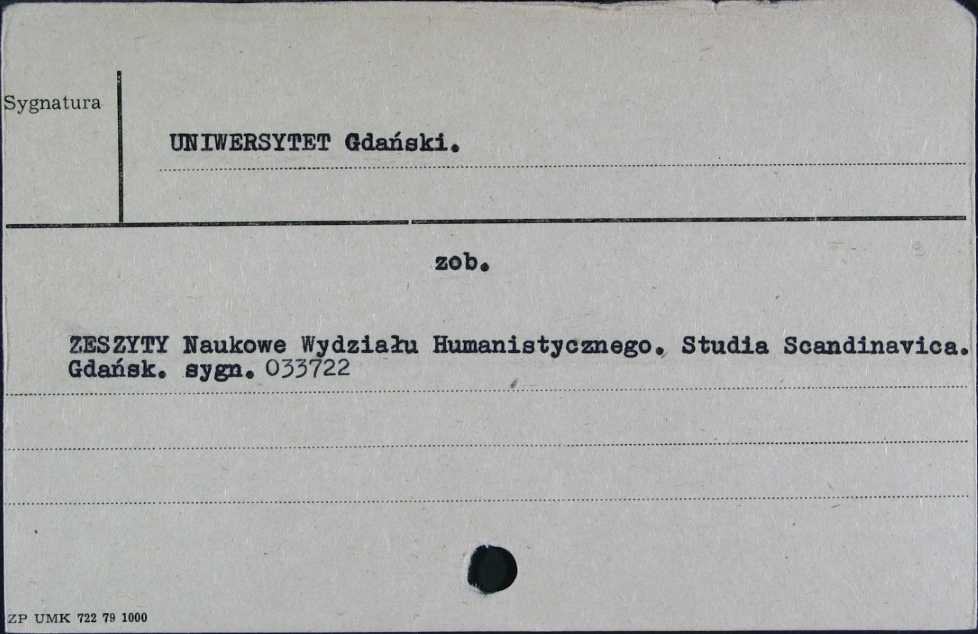 Sygnatura
UNIWERSYTET Gdański.
zob.
ZESZYTY Naukowe Wydziału Humanistycznego. Studia Scandinavica.
Gdańsk. sygn. 033722
ZP UMK 722 79 1000